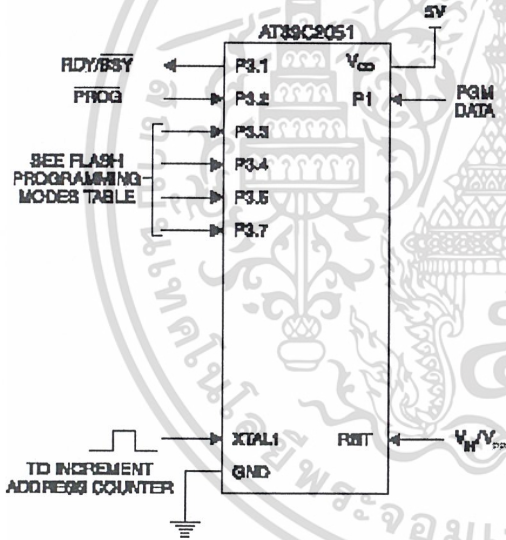 5V
AT89C2051
RDY/BSY P3.1 VCC
PROG P3.2 P1 PGM
DATA
P3.3
SEE FLASH
PROGRAMMING
MODES TABLE
P3.4
P3.5
P3.7
XTAL1 RST VIH/VPP
TO INCREMENT
ADDRESS COUNTER
GND